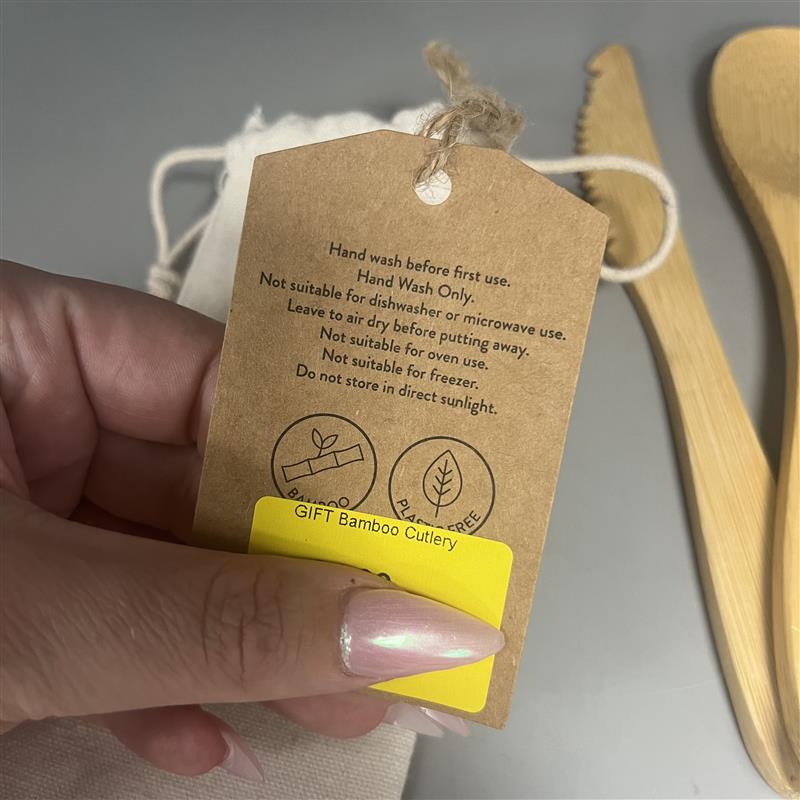 Hand wash before first use.
Hand Wash Only.
Not suitable for dishwasher or microwave use.
Leave to air dry before putting away.
Not suitable for oven use.
Not suitable for freezer.
Do not store in direct sunlight.
BAMBOO
PLASTIC FREE
GIFT Bamboo Cutlery